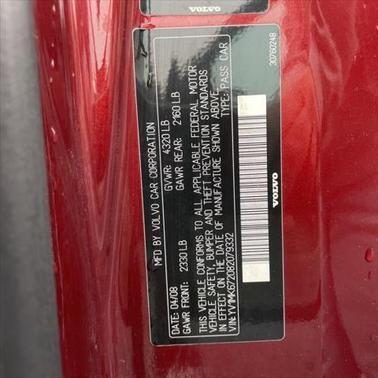 VOLVO
MFD BY VOLVO CAR CORPORATION
DATE: 04/08 GVWR: 4320 LB
GAWR FRONT: 2330 LB GAWR REAR: 2160 LB
THIS VEHICLE CONFORMS TO ALL APPLICABLE FEDERAL MOTOR
VEHICLE SAFETY, BUMPER AND THEFT PREVENTION STANDARDS
IN EFFECT ON THE DATE OF MANUFACTURE SHOWN ABOVE.
VIN: YV1MK672082079332 TYPE: PASS CAR
VOLVO
30760248